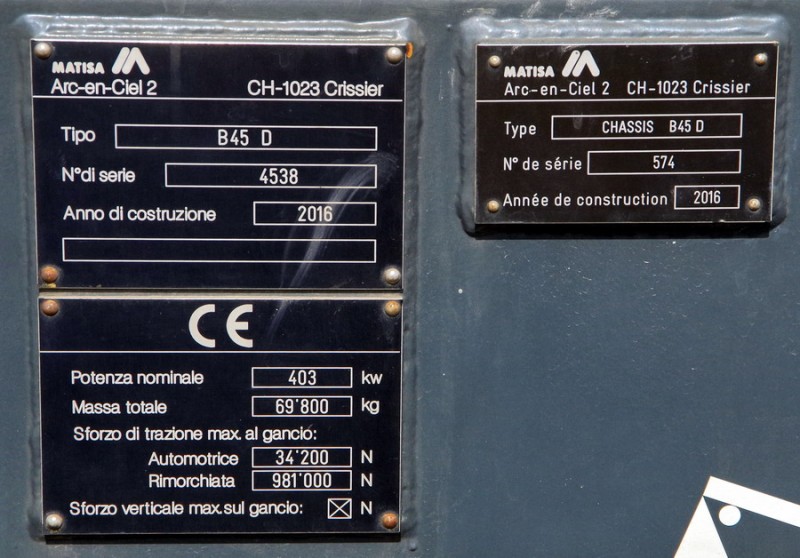 MATISA
Arc-en-Ciel 2 CH-1023 Crissier
Tipo B45 D
N°di serie 4538
Anno di costruzione 2016
CE
Potenza nominale 403 kw
Massa totale 69'800 kg
Sforzo di trazione max. al gancio:
Automotrice 34'200 N
Rimorchiata 981'000 N
Sforzo verticale max. sul gancio: N
MATISA
Arc-en-Ciel 2 CH-1023 Crissier
Type CHASSIS B45 D
N° de série 574
Année de construction 2016